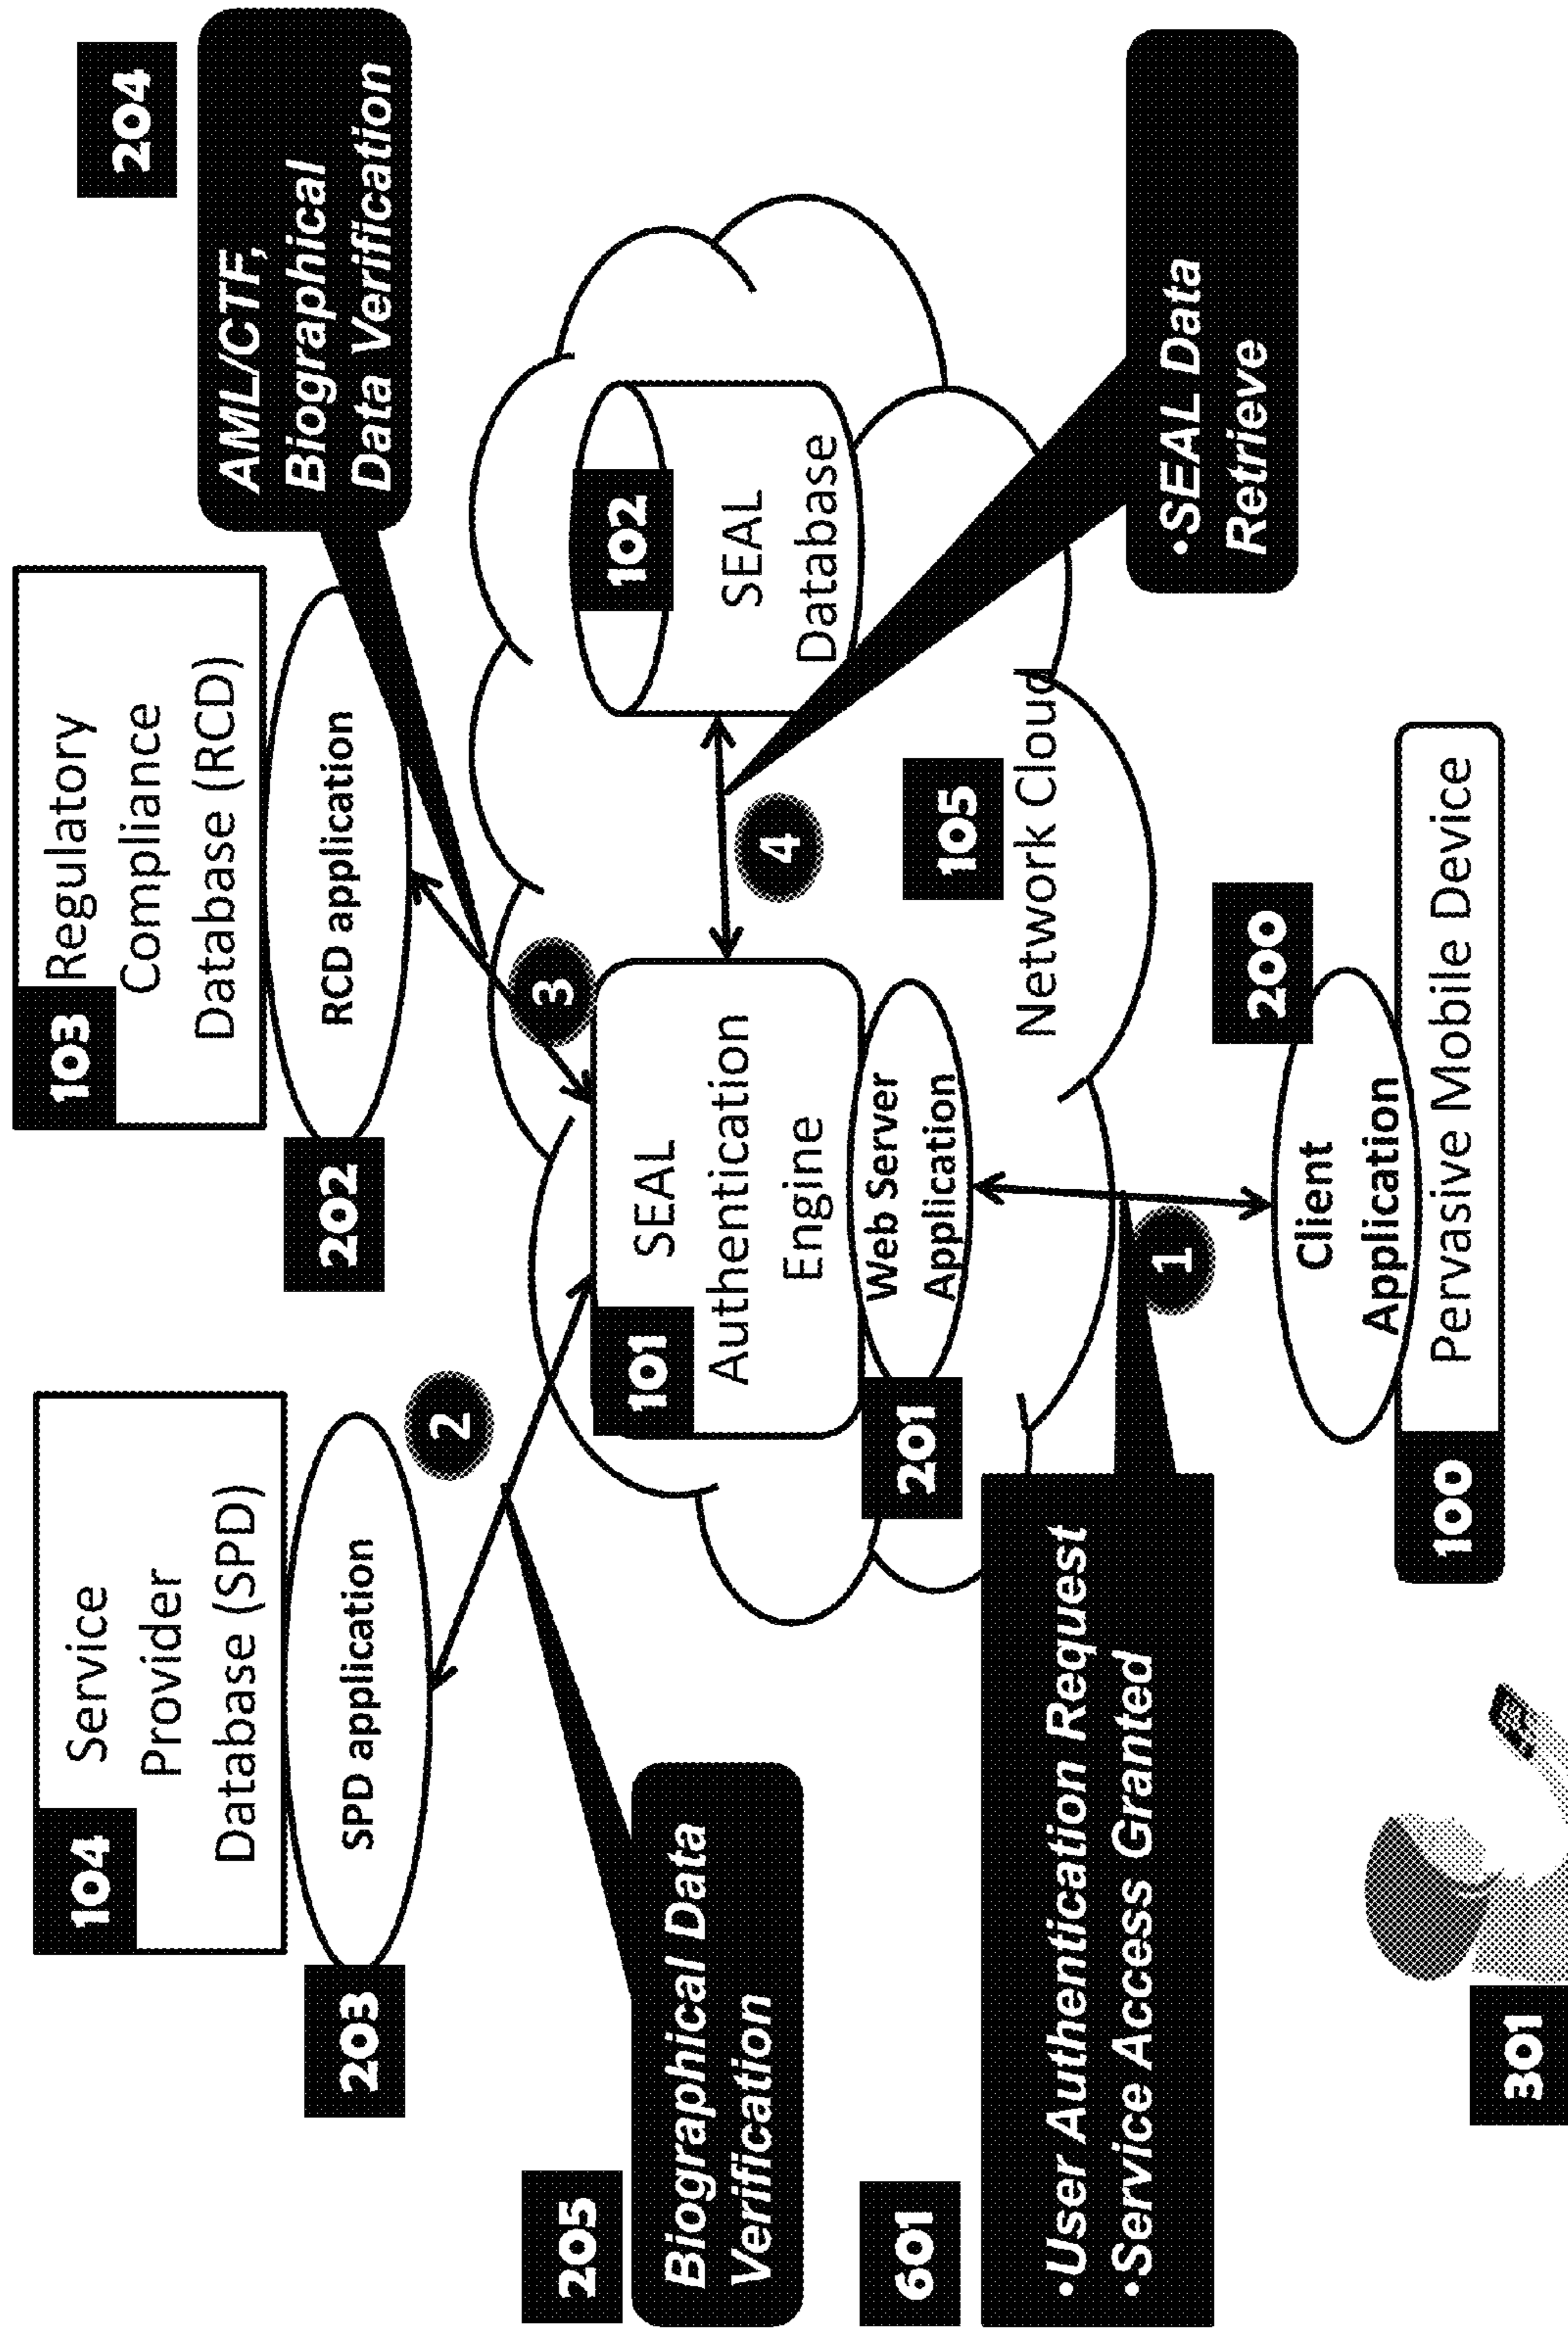 104
Service
Provider
Database (SPD)
SPD application
203
103
Regulatory
Compliance
Database (RCD)
RCD application
202
204
AML/CTF,
Biographical
Data Verification
2
3
205
Biographical Data
Verification
101
SEAL
Authentication
Engine
201
Web Server
Application
102
SEAL
Database
4
105
Network Cloud
601
•User Authentication Request
•Service Access Granted
1
•SEAL Data
Retrieve
200
Client
Application
100
Pervasive Mobile Device
301